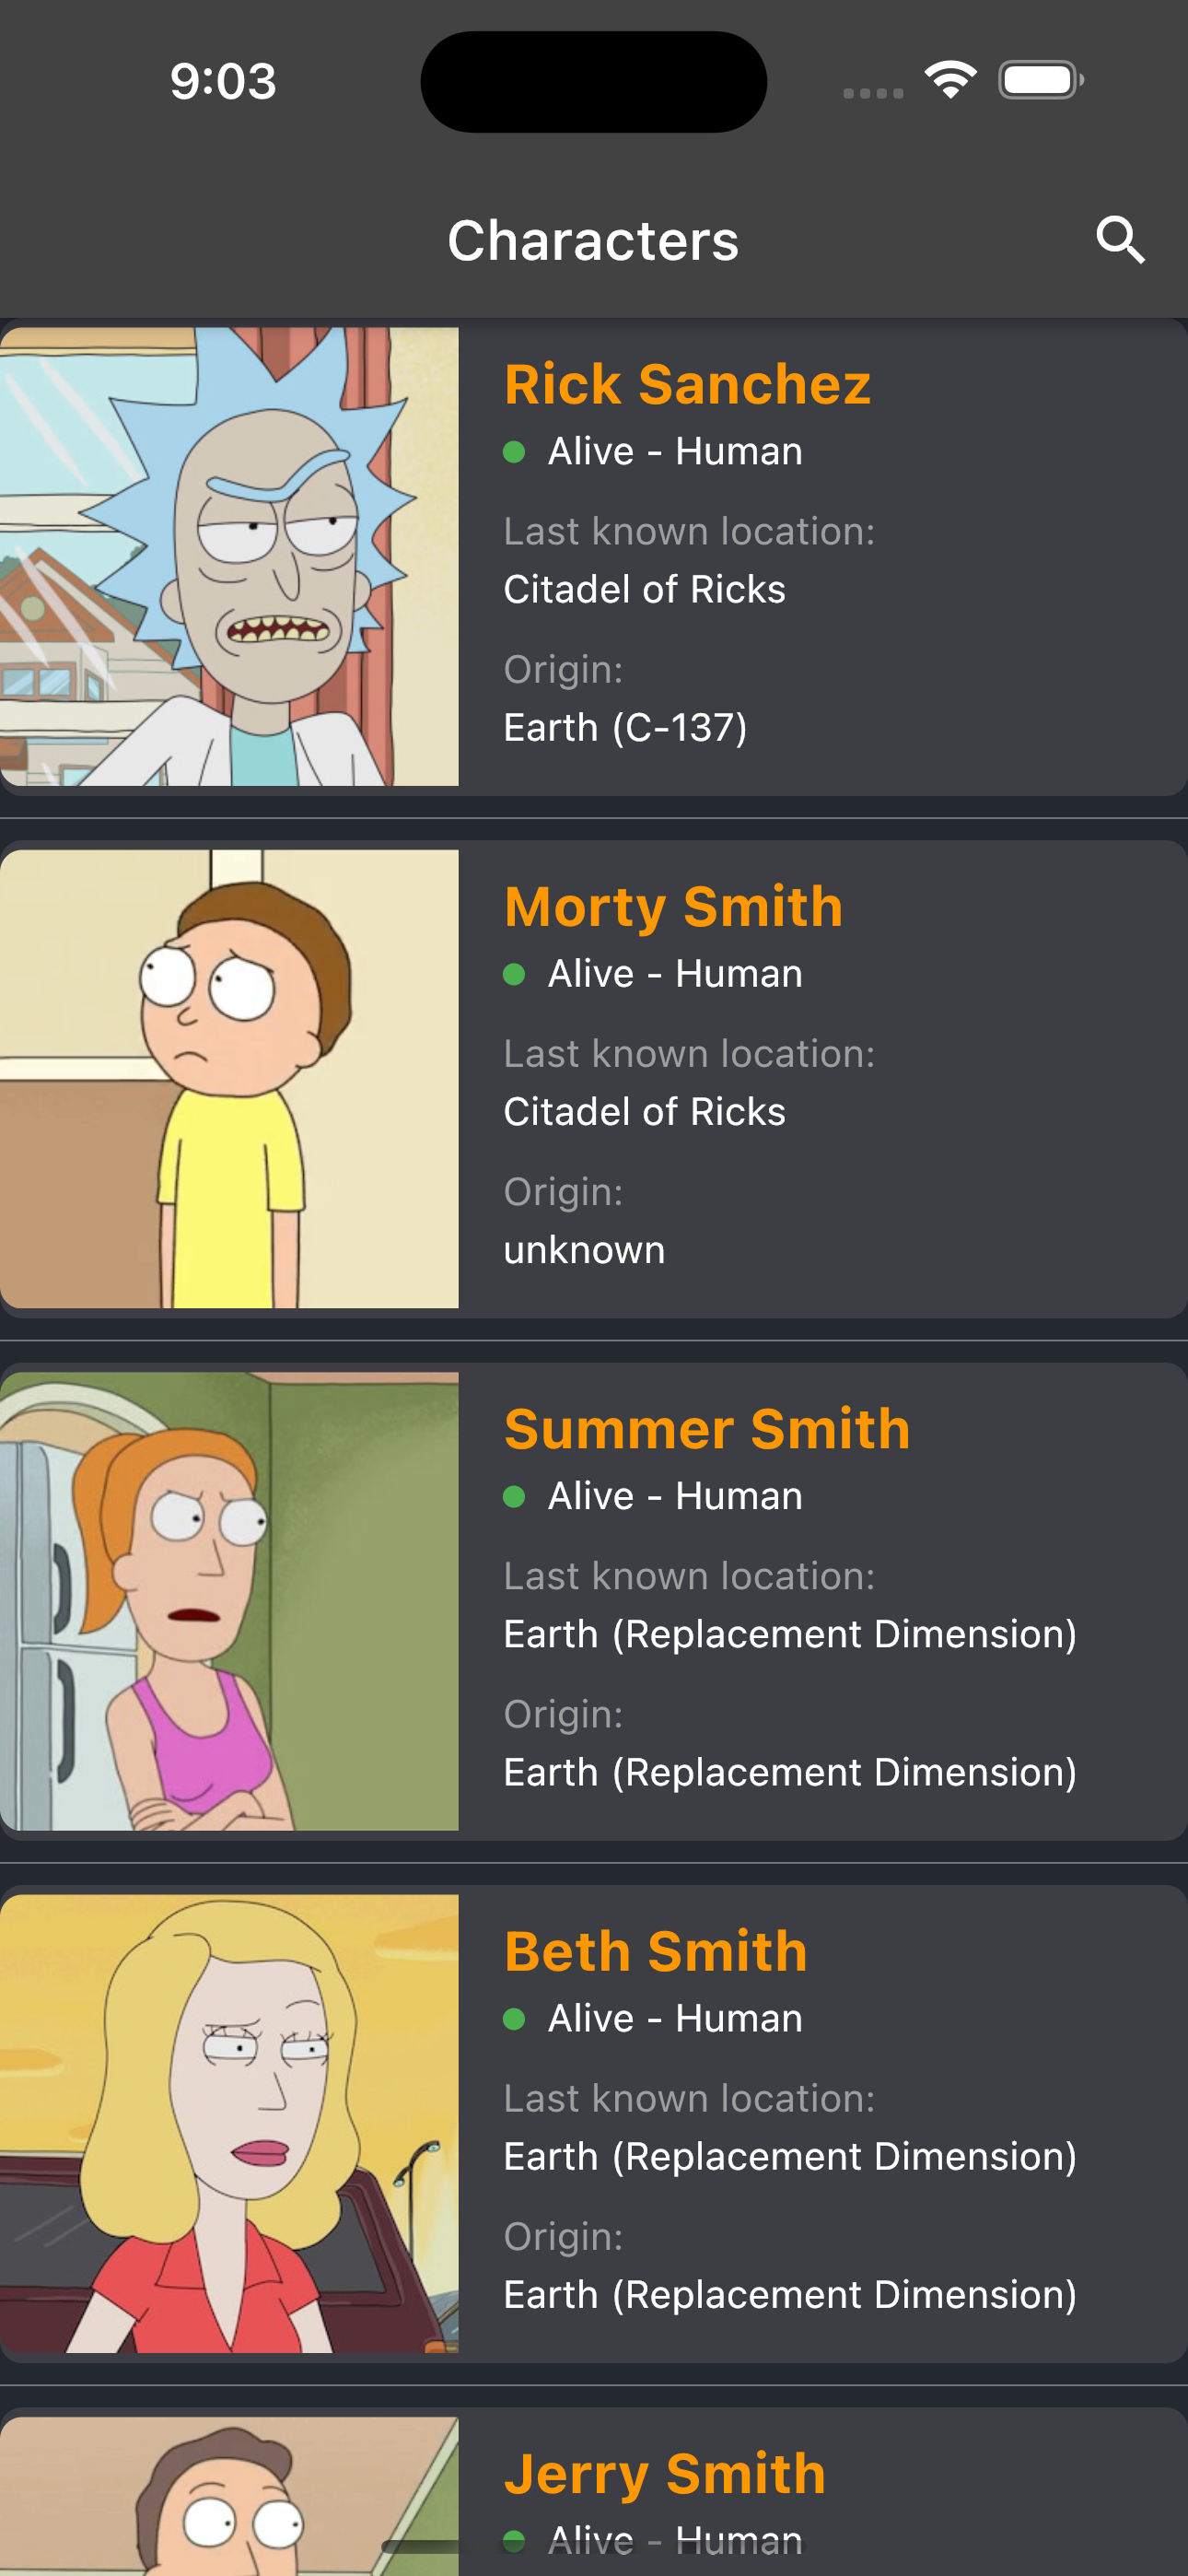 9:03
Characters
Rick Sanchez
Alive - Human
Last known location:
Citadel of Ricks
Origin:
Earth (C-137)
Morty Smith
Alive - Human
Last known location:
Citadel of Ricks
Origin:
unknown
Summer Smith
Alive - Human
Last known location:
Earth (Replacement Dimension)
Origin:
Earth (Replacement Dimension)
Beth Smith
Alive - Human
Last known location:
Earth (Replacement Dimension)
Origin:
Earth (Replacement Dimension)
Jerry Smith
Alive - Human